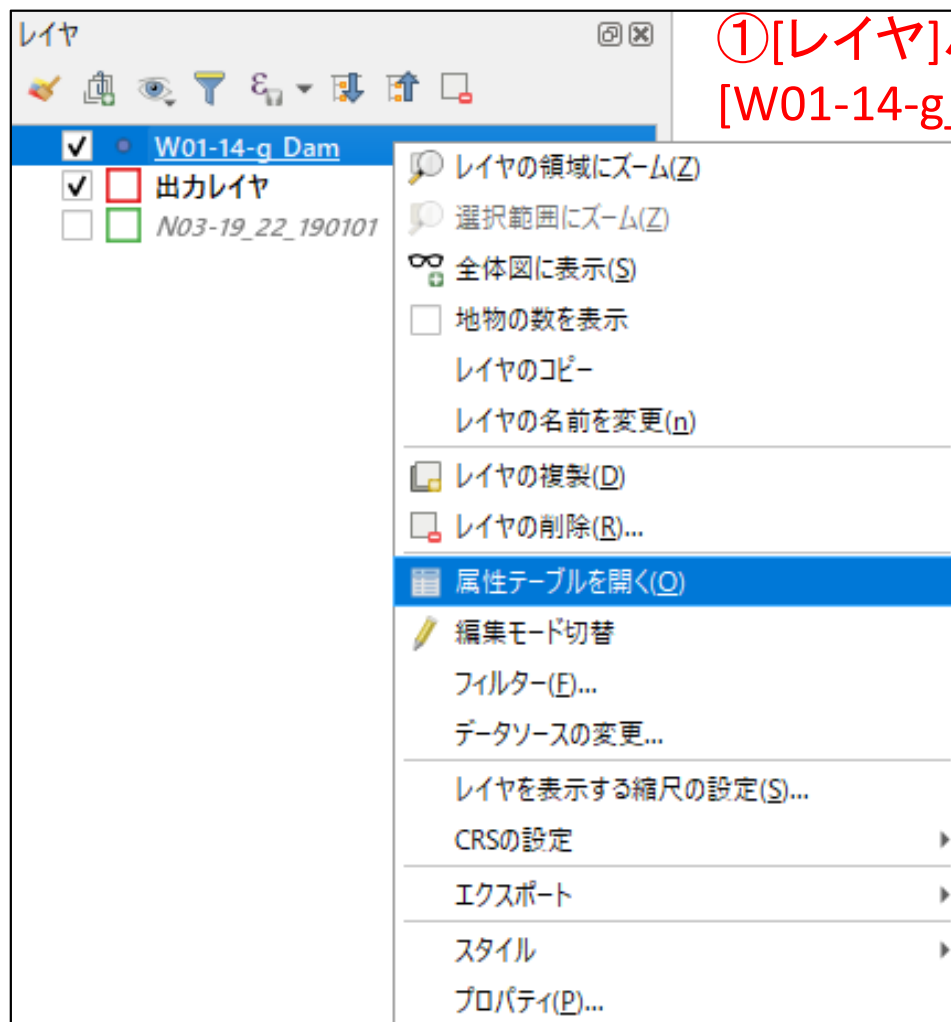 レイヤ
①[レイヤ]
[W01-14-g_
W01-14-g_Dam
出力レイヤ
N03-19_22_190101
レイヤの領域にズーム(Z)
選択範囲にズーム(Z)
全体図に表示(S)
地物の数を表示
レイヤのコピー
レイヤの名前を変更(n)
レイヤの複製(D)
レイヤの削除(R)...
属性テーブルを開く(O)
編集モード切替
フィルター(F)...
データソースの変更...
レイヤを表示する縮尺の設定(S)...
CRSの設定
エクスポート
スタイル
プロパティ(P)...